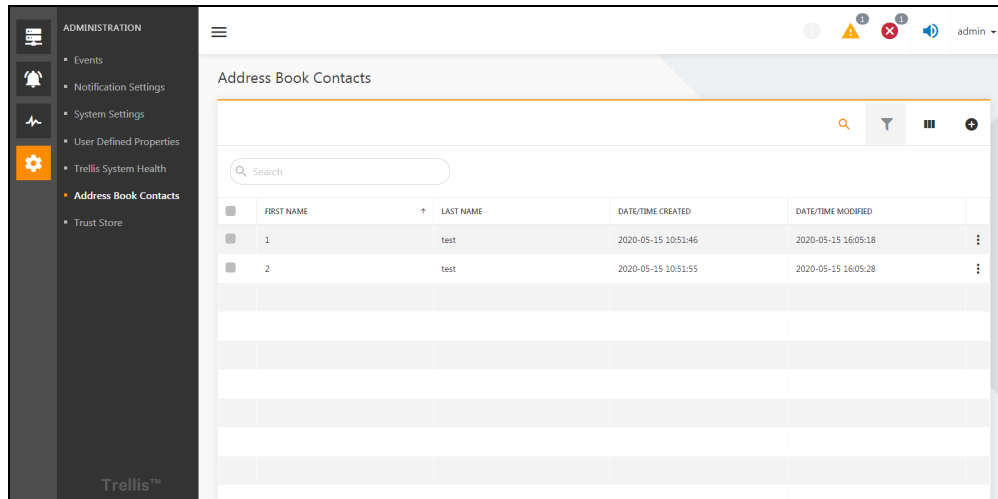 ADMINISTRATION
Events
Notification Settings
System Settings
User Defined Properties
Trellis System Health
Address Book Contacts
Trust Store
Trellis™
1 1 admin
Address Book Contacts
Search
FIRST NAME LAST NAME DATE/TIME CREATED DATE/TIME MODIFIED
1 test 2020-05-15 10:51:46 2020-05-15 16:05:18
2 test 2020-05-15 10:51:55 2020-05-15 16:05:28